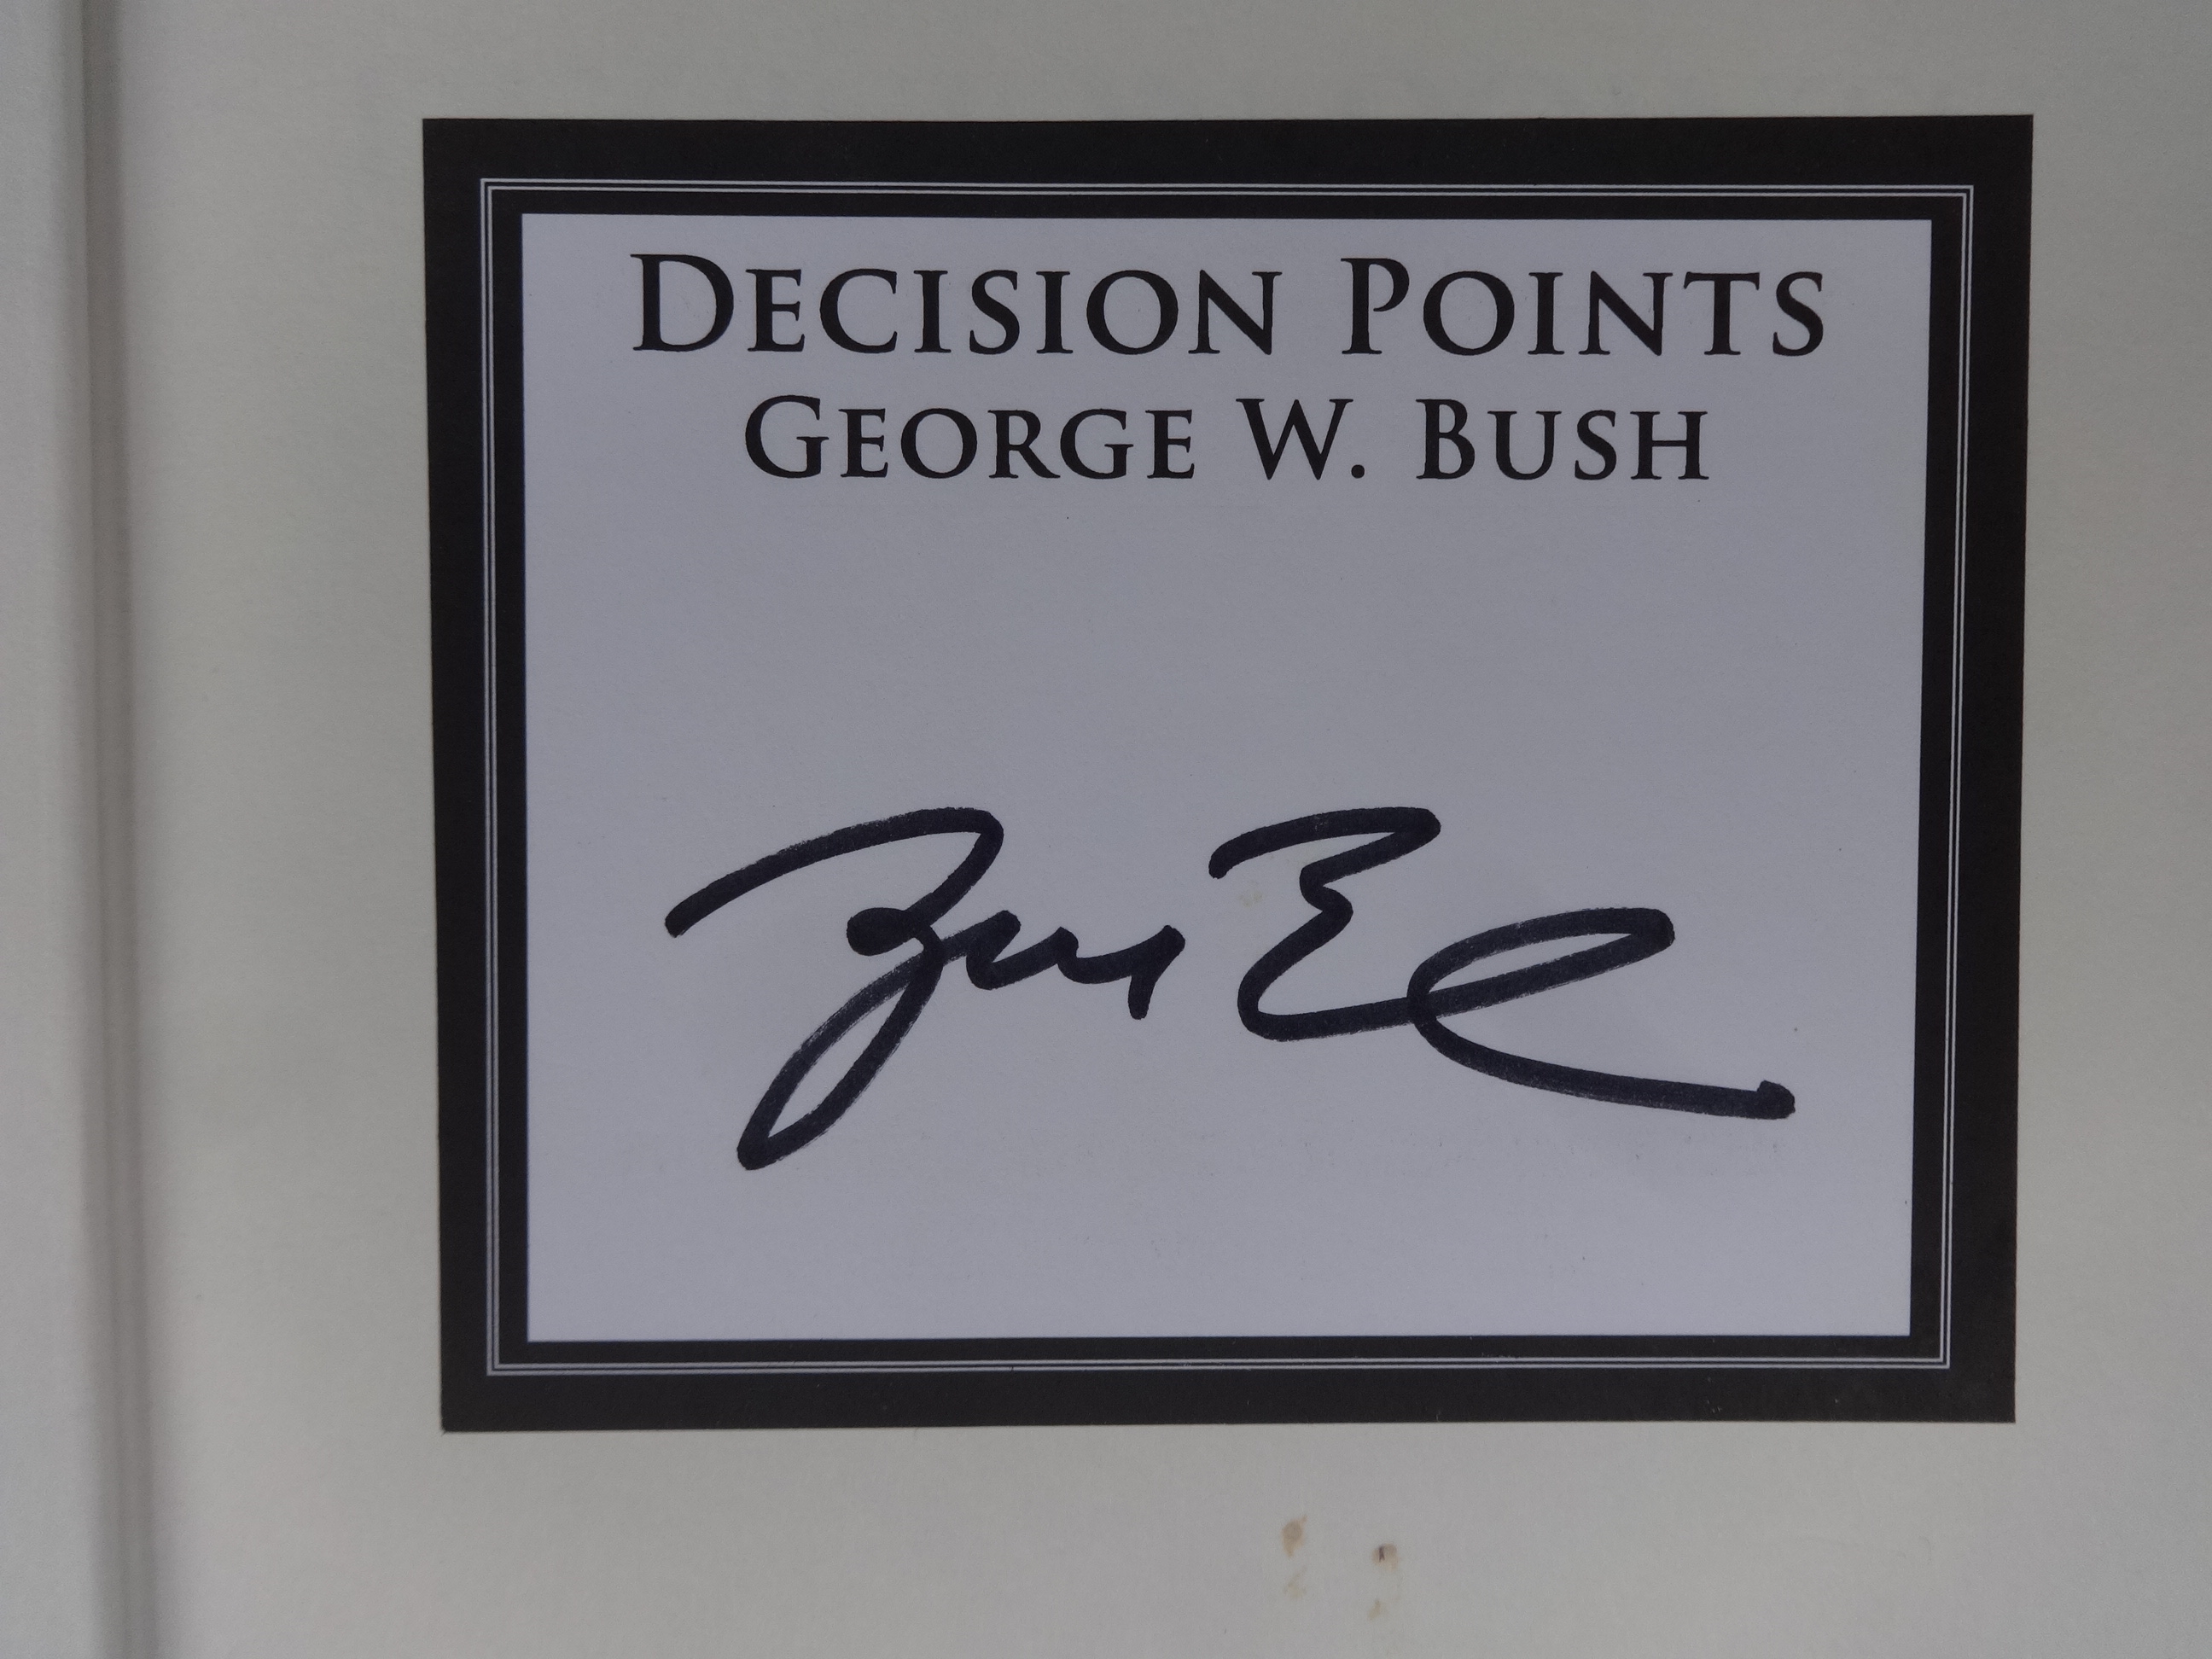 DECISION POINTS
GEORGE W. BUSH